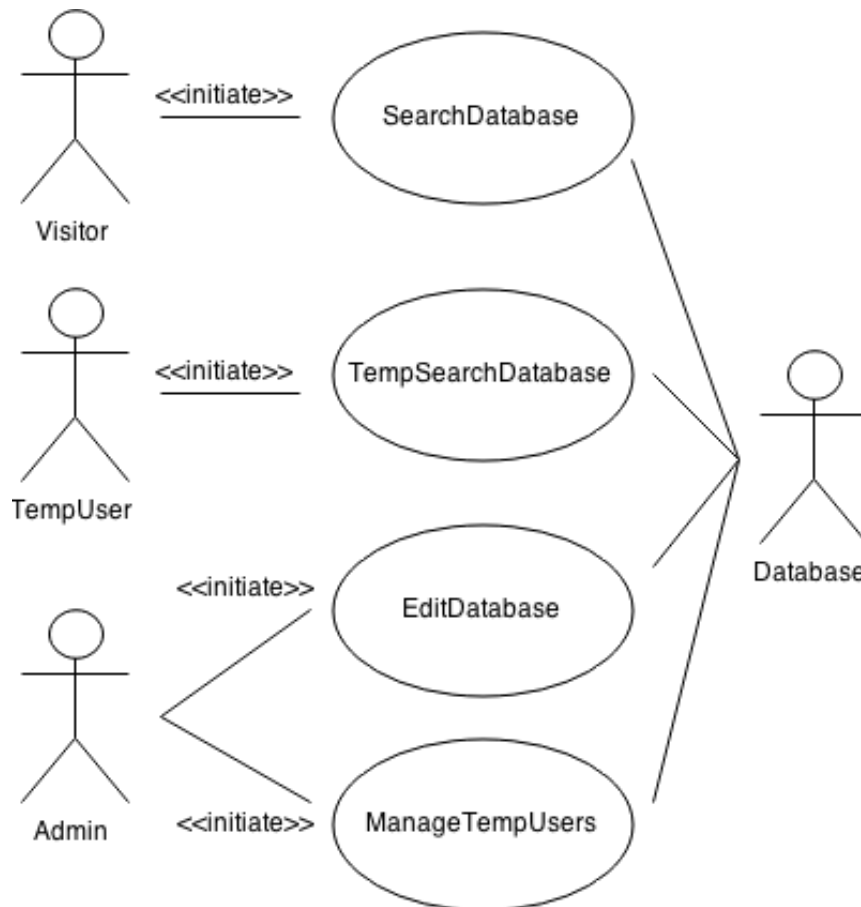 <<initiate>>
SearchDatabase
Visitor
<<initiate>>
TempSearchDatabase
TempUser
<<initiate>>
EditDatabase
Database
<<initiate>>
ManageTempUsers
Admin